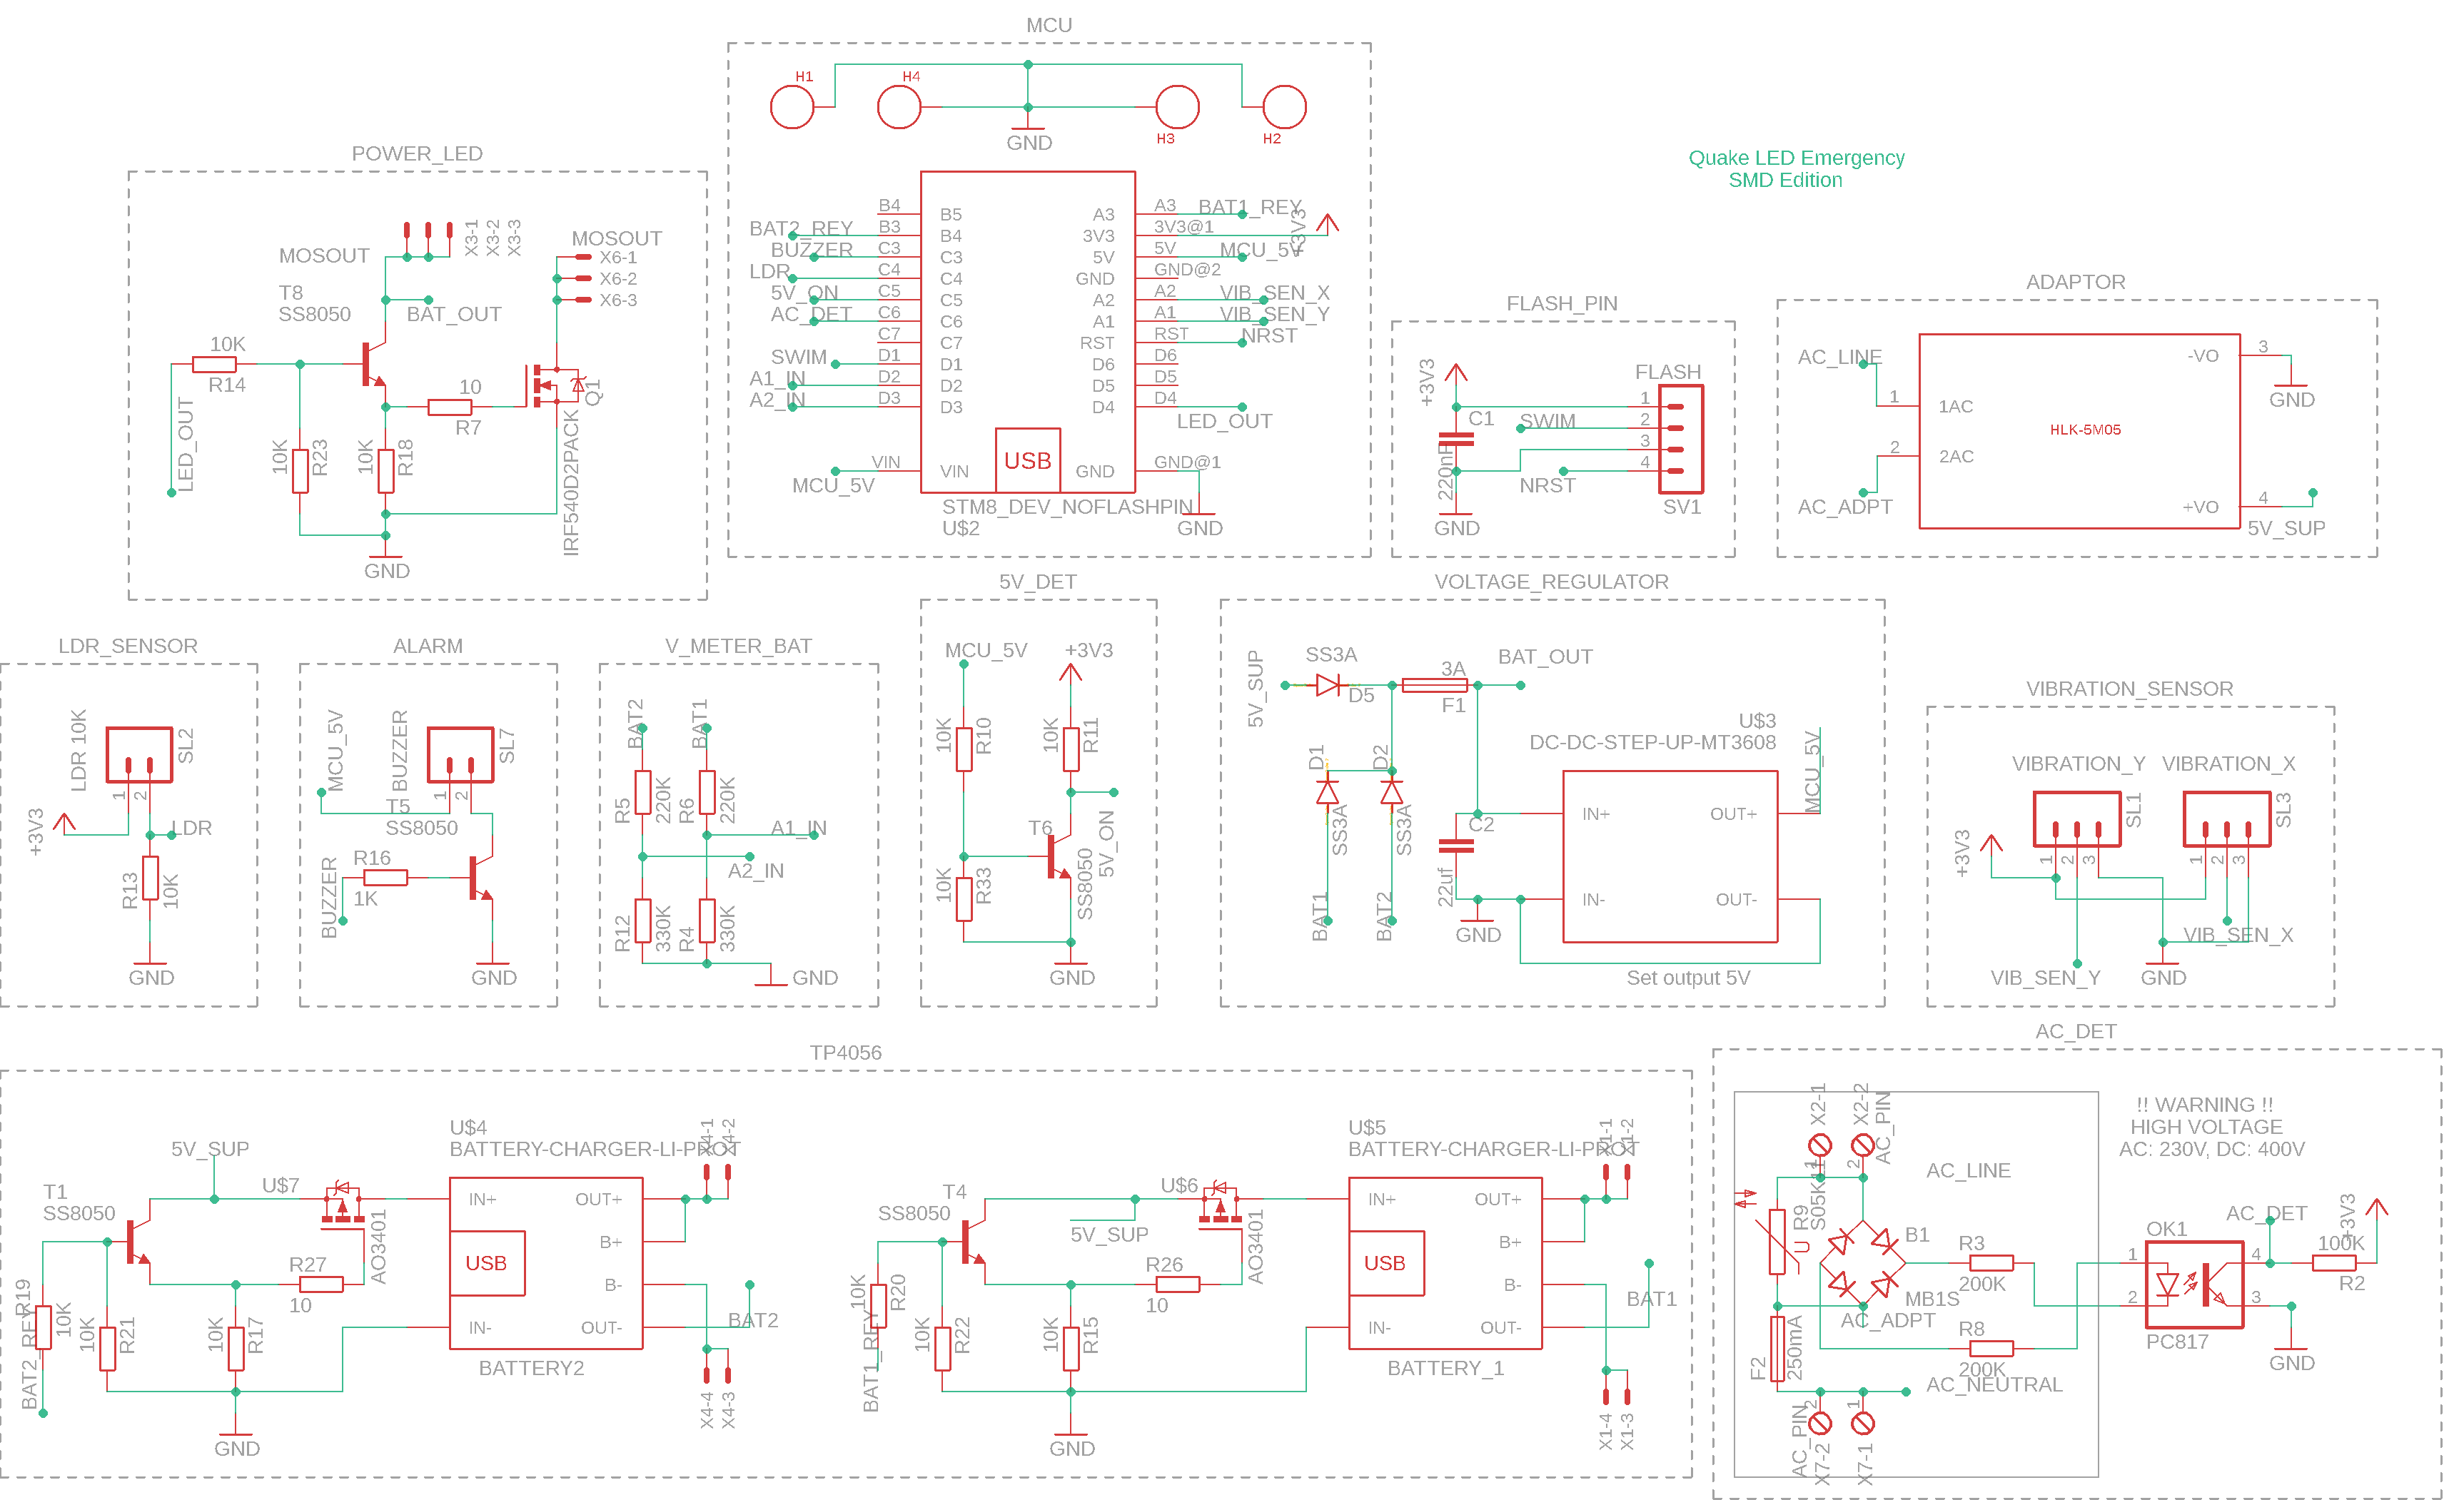 MCU
H1
H4
H3
H2
GND
B4
B3
C3
C4
C5
C6
C7
D1
D2
D3
VIN
B5
B4
C3
C4
C5
C6
C7
D1
D2
D3
VIN
A3
3V3
5V
GND
A2
A1
RST
D6
D5
D4
GND
A3
3V3@1
5V
GND@2
A2
A1
RST
D6
D5
D4
GND@1
BAT2_REY
BUZZER
LDR
5V_ON
AC_DET
SWIM
A1_IN
A2_IN
MCU_5V
BAT1_REY
+3V3
MCU_5V
VIB_SEN_X
VIB_SEN_Y
NRST
LED_OUT
USB
STM8_DEV_NOFLASHPIN
U$2
GND
Quake LED Emergency
SMD Edition
POWER_LED
MOSOUT
X3-1
X3-2
X3-3
MOSOUT
X6-1
X6-2
X6-3
T8
SS8050
BAT_OUT
10K
R14
LED_OUT
10K
R23
10K
R18
10
R7
Q1
IRF540D2PACK
GND
FLASH_PIN
+3V3
C1
220nF
GND
SWIM
NRST
FLASH
1
2
3
4
SV1
ADAPTOR
AC_LINE
AC_ADPT
1
2
1AC
2AC
HLK-5M05
-VO
+VO
3
4
GND
5V_SUP
LDR_SENSOR
LDR 10K
SL2
1
2
+3V3
LDR
R13
10K
GND
ALARM
MCU_5V
BUZZER
SL7
1
2
T5
SS8050
R16
1K
BUZZER
GND
V_METER_BAT
BAT2
BAT1
R5
220K
R6
220K
A1_IN
A2_IN
R12
330K
R4
330K
GND
5V_DET
MCU_5V
+3V3
10K
R10
10K
R11
T6
SS8050
5V_ON
10K
R33
GND
VOLTAGE_REGULATOR
5V_SUP
SS3A
D5
3A
F1
BAT_OUT
D1
SS3A
D2
SS3A
BAT1
BAT2
C2
22uf
GND
U$3
DC-DC-STEP-UP-MT3608
IN+
IN-
OUT+
OUT-
MCU_5V
Set output 5V
VIBRATION_SENSOR
VIBRATION_Y
VIBRATION_X
SL1
SL3
1
2
3
1
2
3
+3V3
VIB_SEN_X
VIB_SEN_Y
GND
TP4056
5V_SUP
T1
SS8050
U$7
AO3401
R27
10
R19
10K
BAT2_REY
10K
R21
10K
R17
GND
U$4
BATTERY-CHARGER-LI-PROT
IN+
IN-
USB
OUT+
B+
B-
OUT-
BATTERY2
X4-1
X4-2
BAT2
X4-4
X4-3
T4
SS8050
5V_SUP
U$6
AO3401
R26
10
10K
R20
BAT1_REY
10K
R22
10K
R15
GND
U$5
BATTERY-CHARGER-LI-PROT
IN+
IN-
USB
OUT+
B+
B-
OUT-
BATTERY_1
X1-1
X1-2
BAT1
X1-4
X1-3
AC_DET
!! WARNING !!
HIGH VOLTAGE
AC: 230V, DC: 400V
X2-1
X2-2
AC_PIN
1
2
AC_LINE
R9
U
B1
MB1S
AC_ADPT
F2
250mA
R3
200K
R8
200K
AC_NEUTRAL
AC_PIN
2
1
X7-2
X7-1
OK1
PC817
1
2
4
3
AC_DET
100K
R2
+3V3
GND